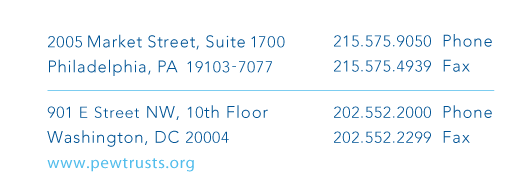 2005 Market Street, Suite 1700 215.575.9050 Phone
Philadelphia, PA 19103-7077 215.575.4939 Fax
901 E Street NW, 10th Floor 202.552.2000 Phone
Washington, DC 20004 202.552.2299 Fax
www.pewtrusts.org